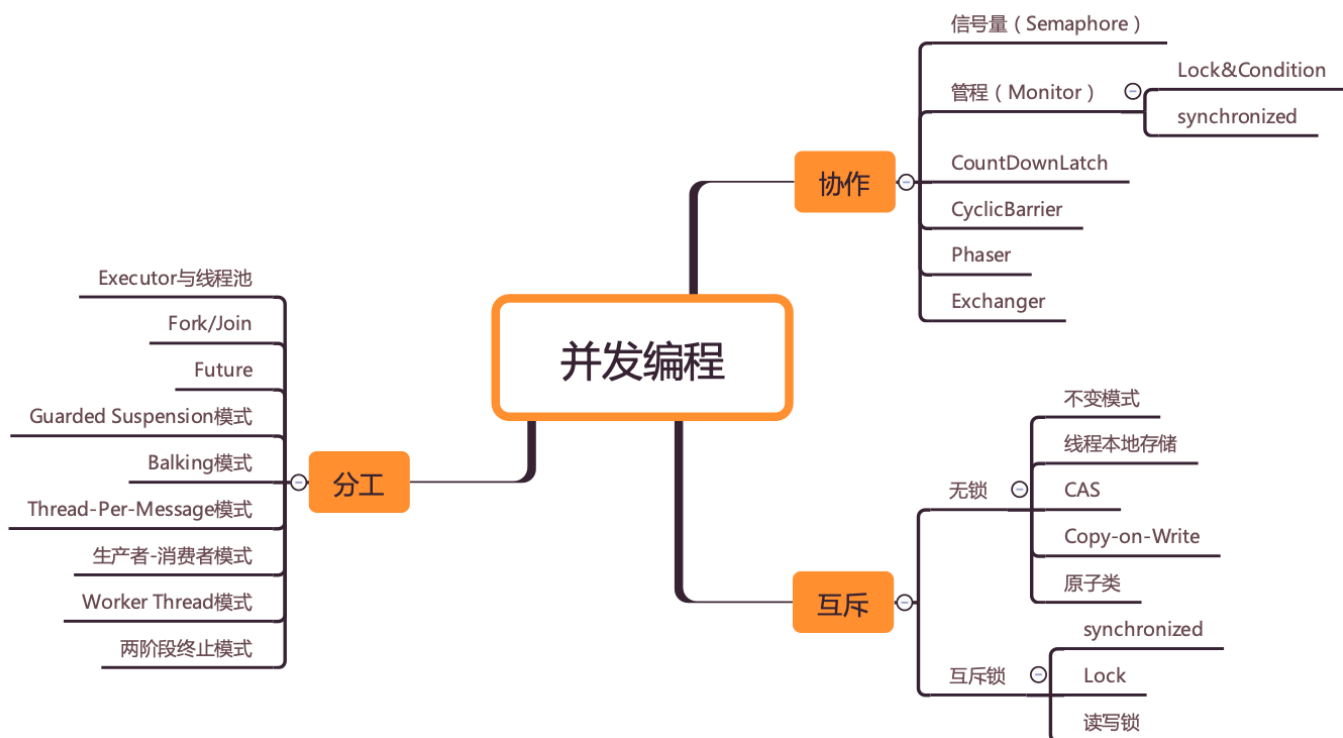 并发编程
协作
信号量（Semaphore）
管程（Monitor）
Lock&Condition
synchronized
CountDownLatch
CyclicBarrier
Phaser
Exchanger
分工
Executor与线程池
Fork/Join
Future
Guarded Suspension模式
Balking模式
Thread-Per-Message模式
生产者-消费者模式
Worker Thread模式
两阶段终止模式
互斥
无锁
不变模式
线程本地存储
CAS
Copy-on-Write
原子类
互斥锁
synchronized
Lock
读写锁